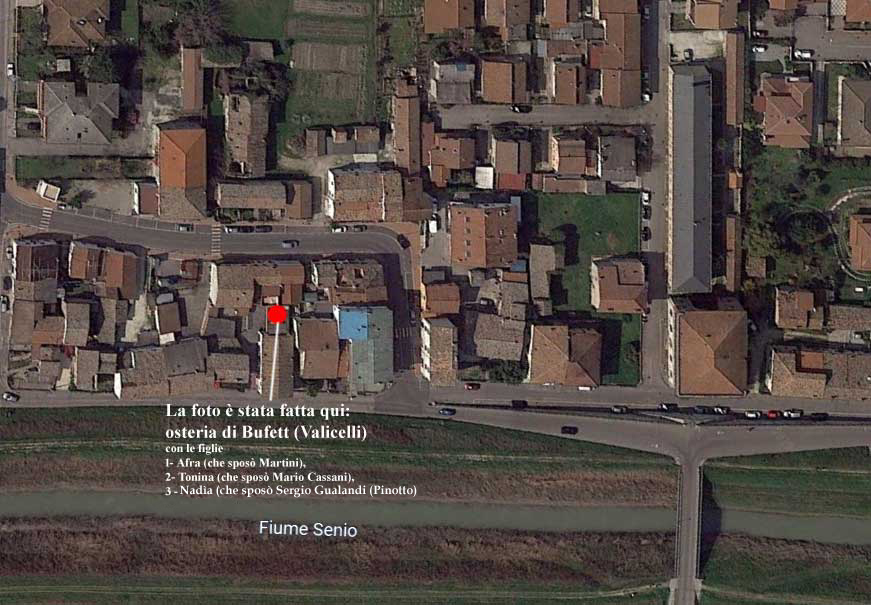 La foto è stata fatta qui:
osteria di Bufett (Valicelli)
con le figlie
1- Afra (che sposò Martini),
2- Tonina (che sposò Mario Cassani),
3 - Nadìa (che sposò Sergio Gualandi (Pinotto)
Fiume Senio